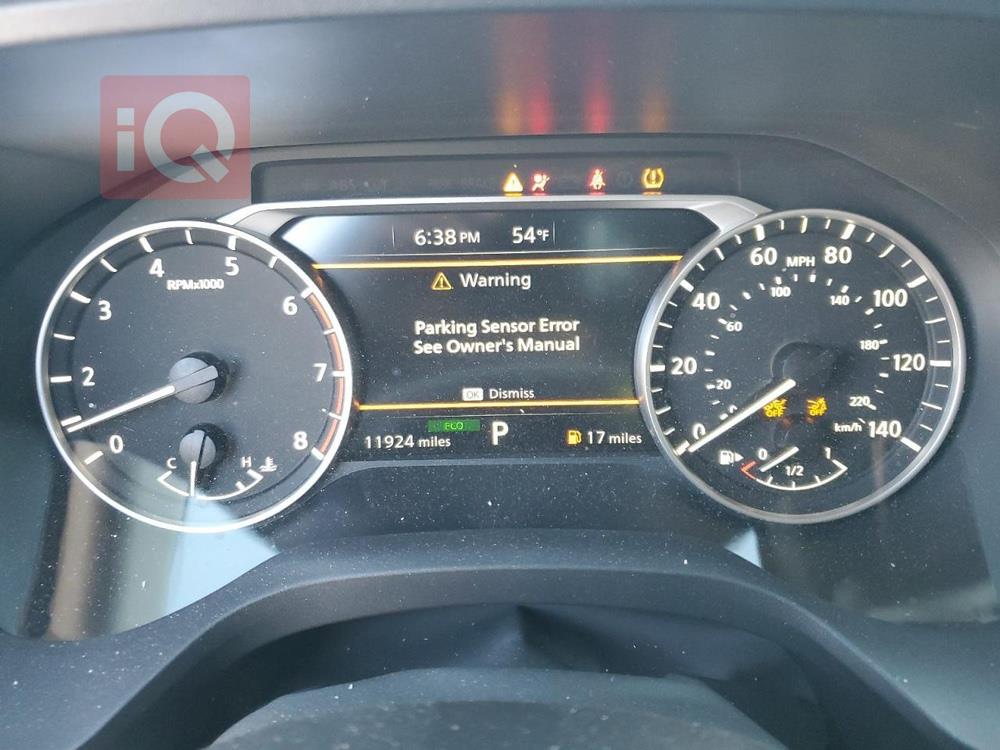 iQ
6:38 PM 54°F
Warning
Parking Sensor Error
See Owner's Manual
OK Dismiss
ECO
11924 miles P 17 miles
RPMx1000
0 2 3 4 5 6 7 8
C H
MPH
0 20 40 60 80 100 120 140
20 60 100 140 180 220
km/h
OFF OFF
0 1/2 1